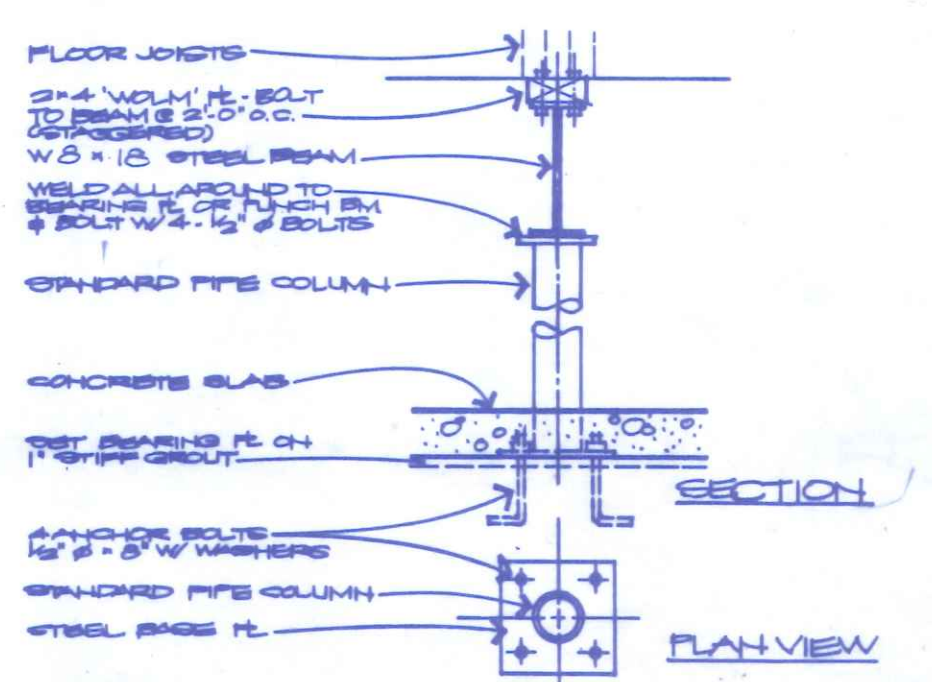 FLOOR JOISTS
2x4 'WOLM' PL - BOLT
TO BEAM @ 2'-0" O.C.
(STAGGERED)
W 8 x 18 STEEL BEAM
WELD ALL AROUND TO
BEARING PL OR PUNCH BM
& BOLT W/ 4 - 1/2" ø BOLTS
STANDARD PIPE COLUMN
CONCRETE SLAB
SET BEARING PL ON
1" STIFF GROUT
SECTION
4 ANCHOR BOLTS
1/2" ø x 8" W/ WASHERS
STANDARD PIPE COLUMN
STEEL BASE PL
PLAN VIEW